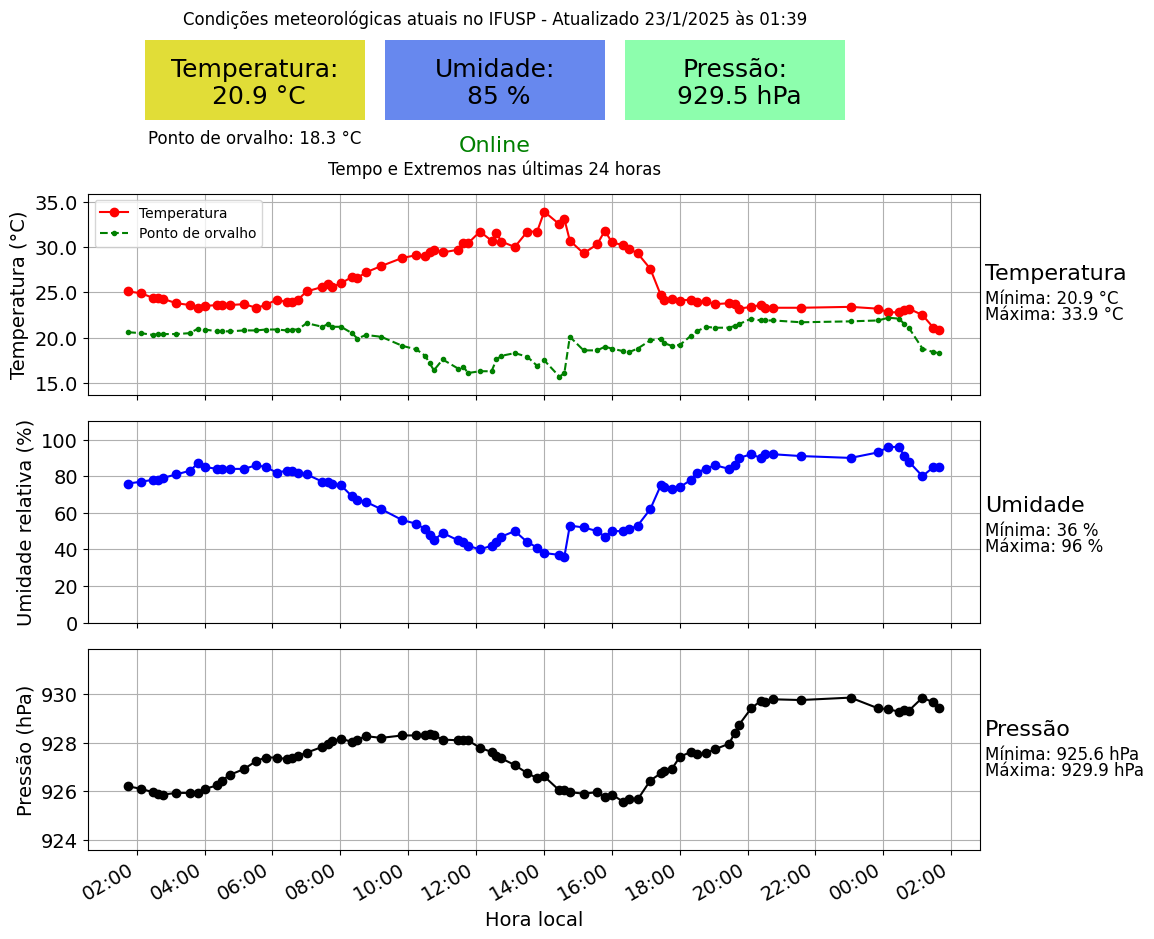 Condições meteorológicas atuais no IFUSP - Atualizado 23/1/2025 às 01:39
Temperatura:
20.9 °C
Umidade:
85 %
Pressão:
929.5 hPa
Ponto de orvalho: 18.3 °C
Online
Tempo e Extremos nas últimas 24 horas
Temperatura (°C)
35.0
30.0
25.0
20.0
15.0
Temperatura
Ponto de orvalho
Temperatura
Mínima: 20.9 °C
Máxima: 33.9 °C
Umidade relativa (%)
100
80
60
40
20
0
Umidade
Mínima: 36 %
Máxima: 96 %
Pressão (hPa)
930
928
926
924
Pressão
Mínima: 925.6 hPa
Máxima: 929.9 hPa
02:00 04:00 06:00 08:00 10:00 12:00 14:00 16:00 18:00 20:00 22:00 00:00 02:00
Hora local